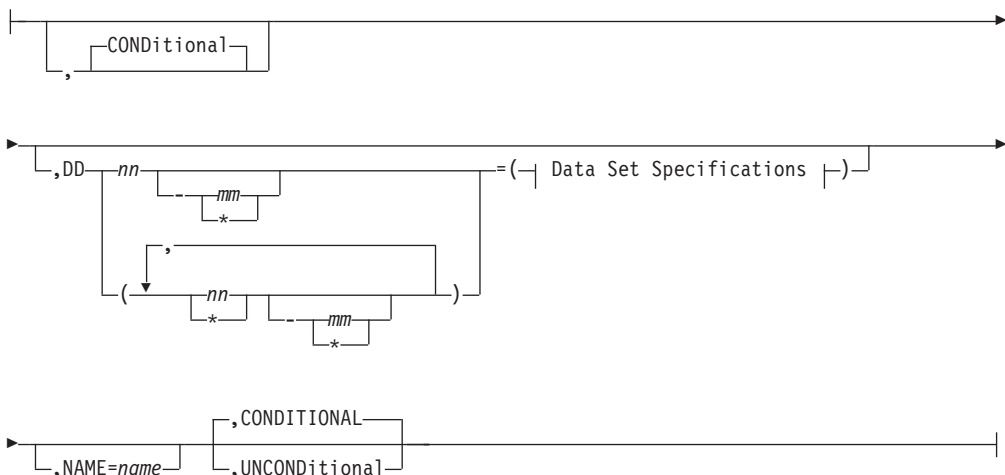 CONDitional
,
,DD nn =( Data Set Specifications )
- mm
*
,
( nn )
* - mm
*
,CONDITIONAL
,NAME=name ,UNCONDitional